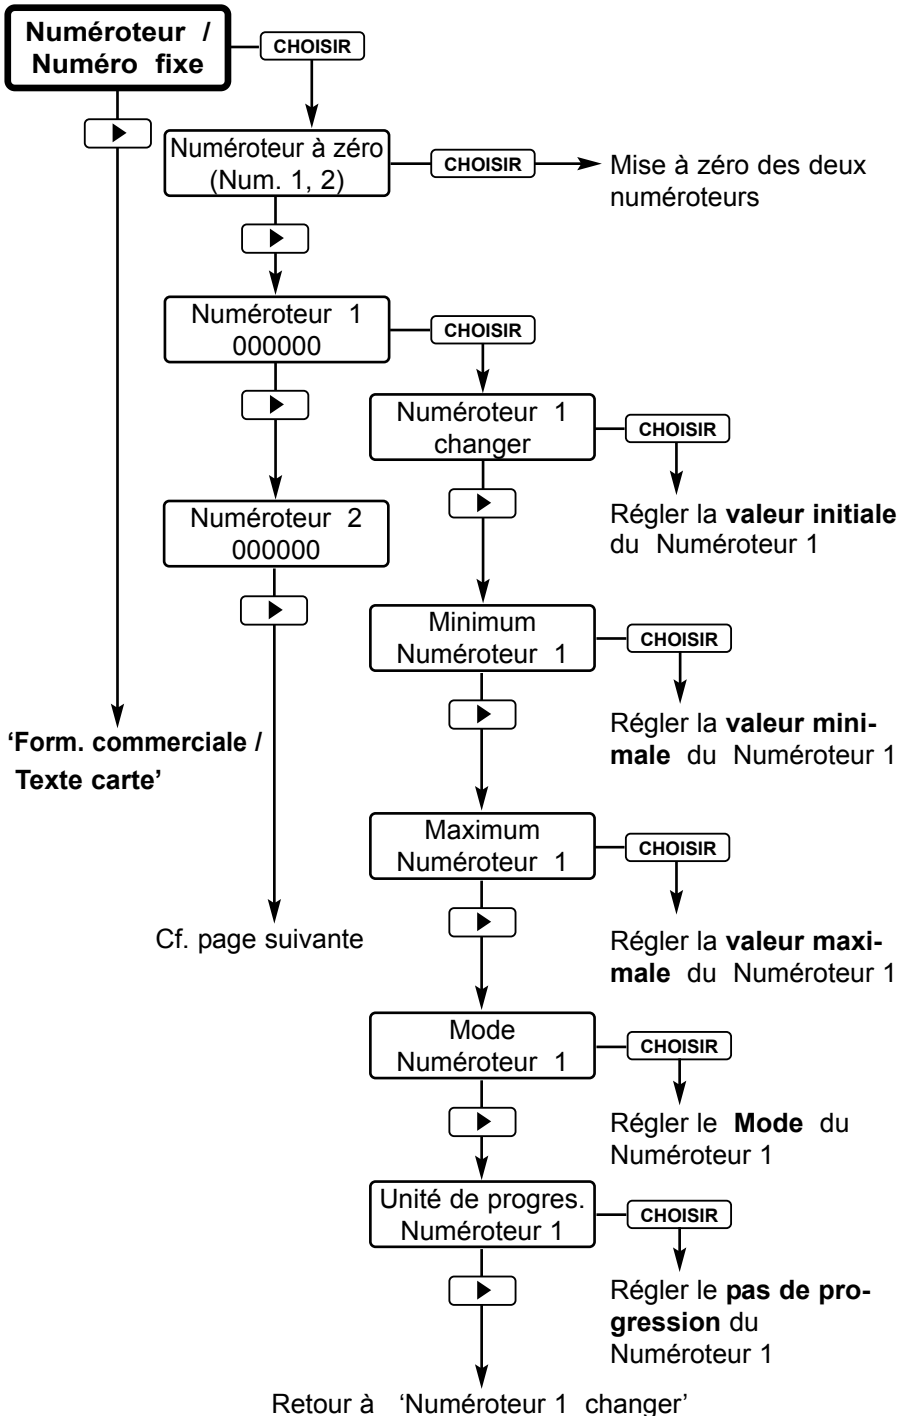 Numéroteur /
Numéro fixe
CHOISIR
Numéroteur à zéro
(Num. 1, 2)
CHOISIR
Mise à zéro des deux
numéroteurs
Numéroteur 1
000000
CHOISIR
Numéroteur 1
changer
CHOISIR
Régler la valeur initiale
du Numéroteur 1
Numéroteur 2
000000
Minimum
Numéroteur 1
CHOISIR
Régler la valeur mini-
male du Numéroteur 1
‘Form. commerciale /
Texte carte’
Maximum
Numéroteur 1
CHOISIR
Régler la valeur maxi-
male du Numéroteur 1
Cf. page suivante
Mode
Numéroteur 1
CHOISIR
Régler le Mode du
Numéroteur 1
Unité de progres.
Numéroteur 1
CHOISIR
Régler le pas de pro-
gression du
Numéroteur 1
Retour à ‘Numéroteur 1 changer’